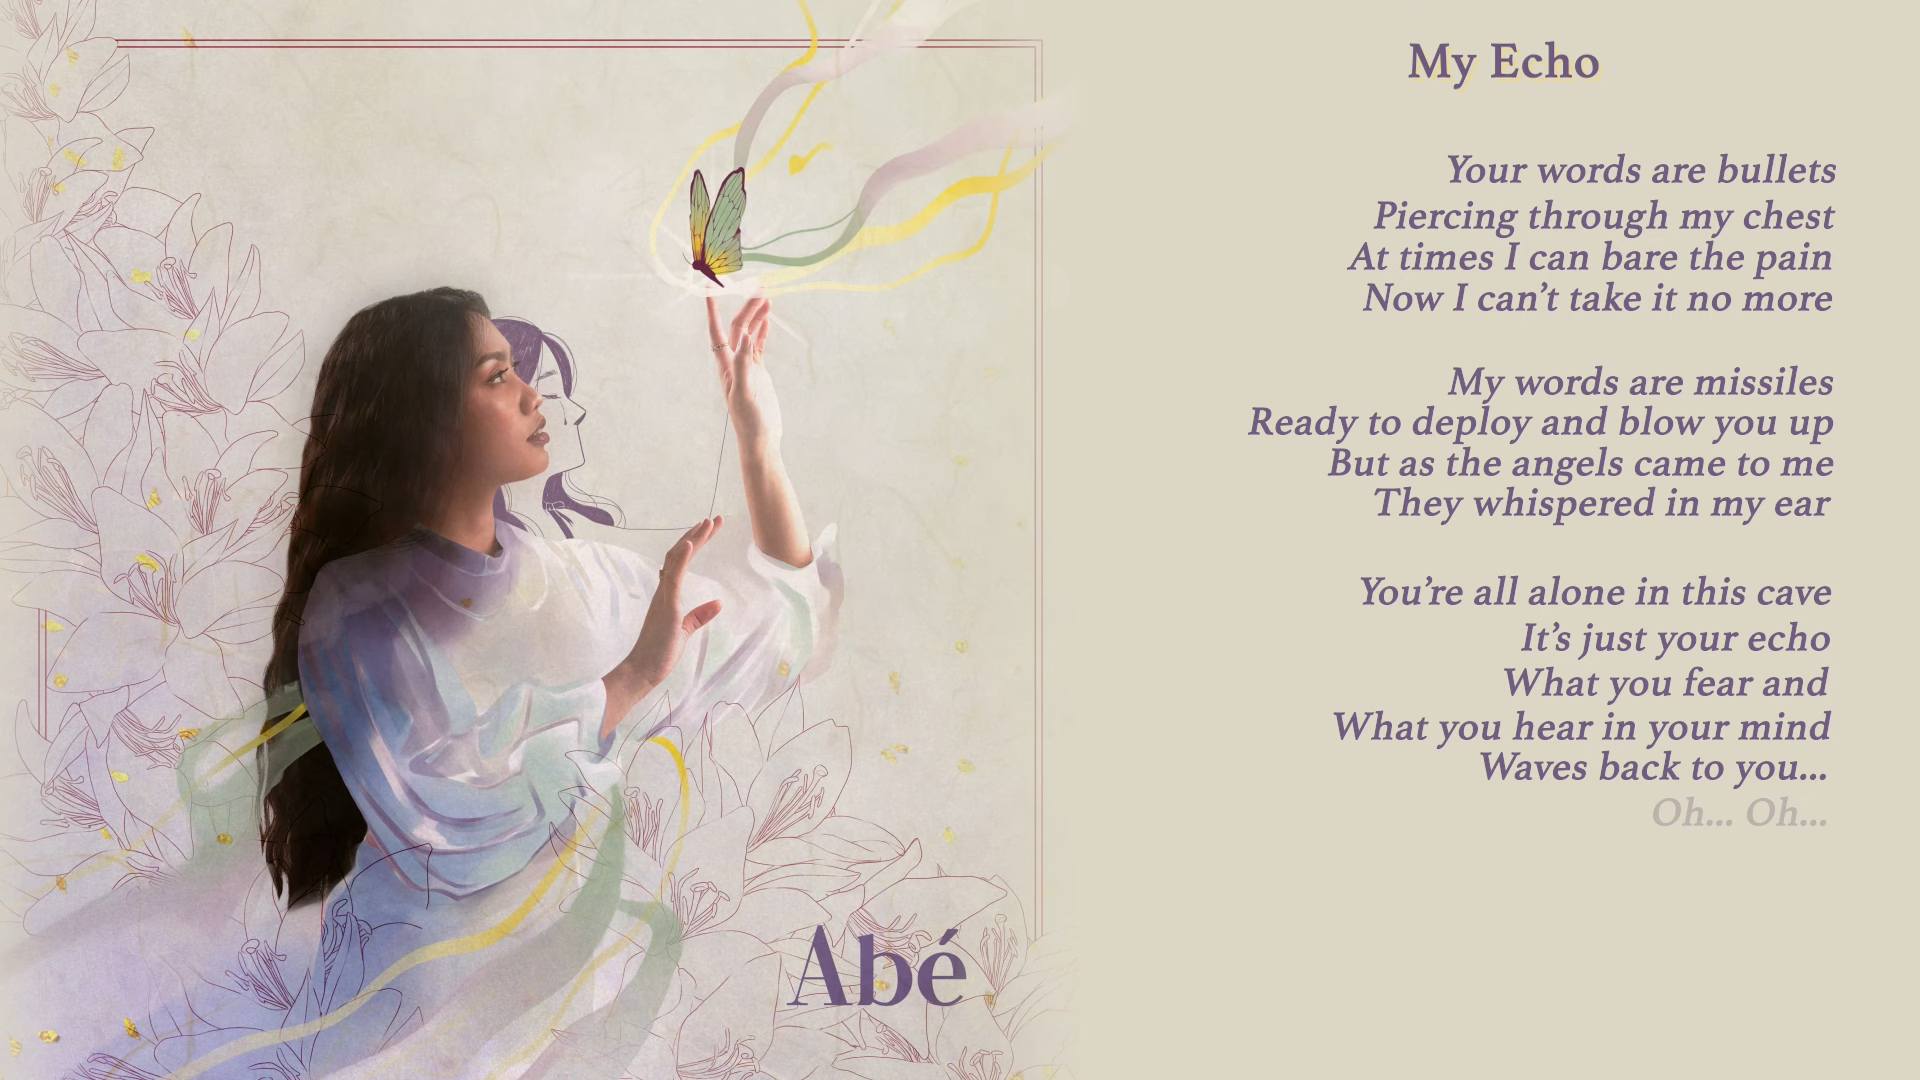 My Echo
Your words are bullets
Piercing through my chest
At times I can bare the pain
Now I can’t take it no more
My words are missiles
Ready to deploy and blow you up
But as the angels came to me
They whispered in my ear
You’re all alone in this cave
It’s just your echo
What you fear and
What you hear in your mind
Waves back to you...
Oh... Oh...
Abé